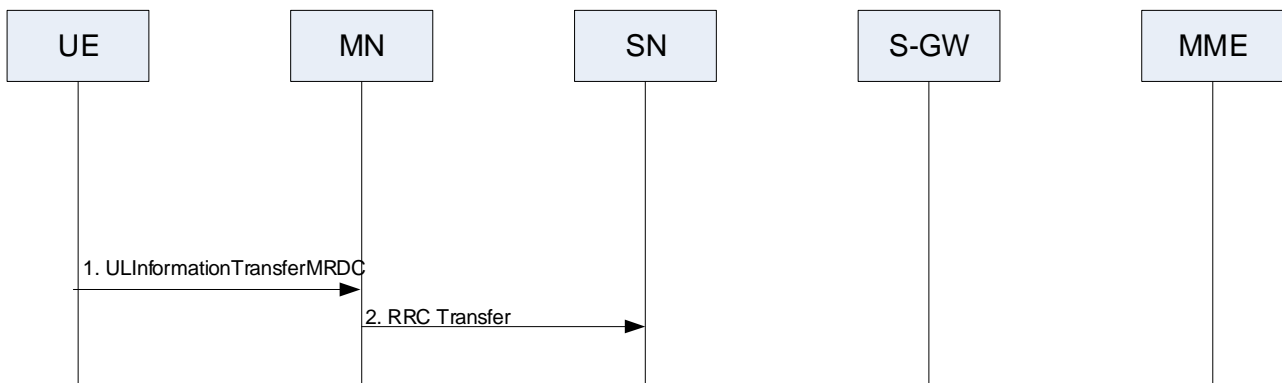 UE
MN
SN
S-GW
MME
1. ULInformationTransferMRDC
2. RRC Transfer